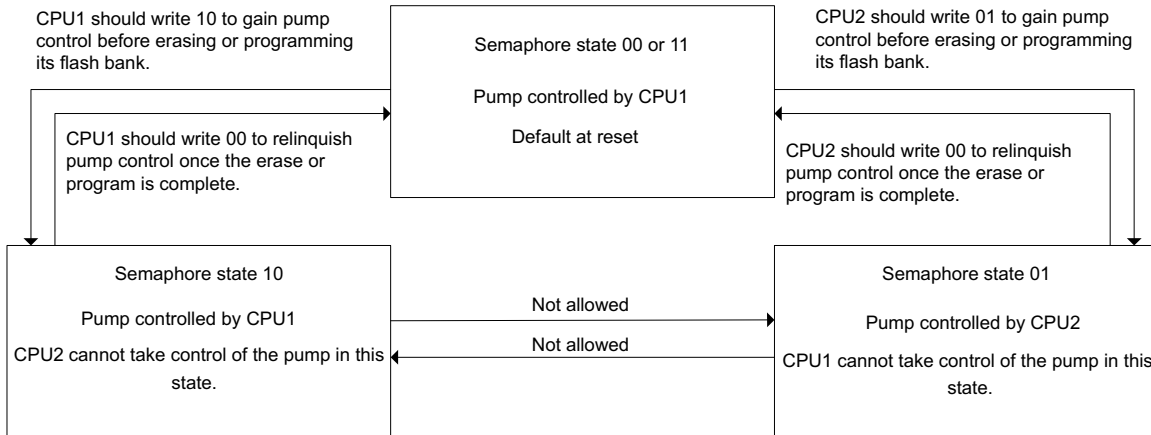 CPU1 should write 10 to gain pump
control before erasing or programming
its flash bank.
Semaphore state 00 or 11
Pump controlled by CPU1
Default at reset
CPU2 should write 01 to gain pump
control before erasing or programming
its flash bank.
CPU1 should write 00 to relinquish
pump control once the erase or
program is complete.
CPU2 should write 00 to relinquish
pump control once the erase or
program is complete.
Semaphore state 10
Pump controlled by CPU1
CPU2 cannot take control of the pump in this
state.
Not allowed
Not allowed
Semaphore state 01
Pump controlled by CPU2
CPU1 cannot take control of the pump in this
state.